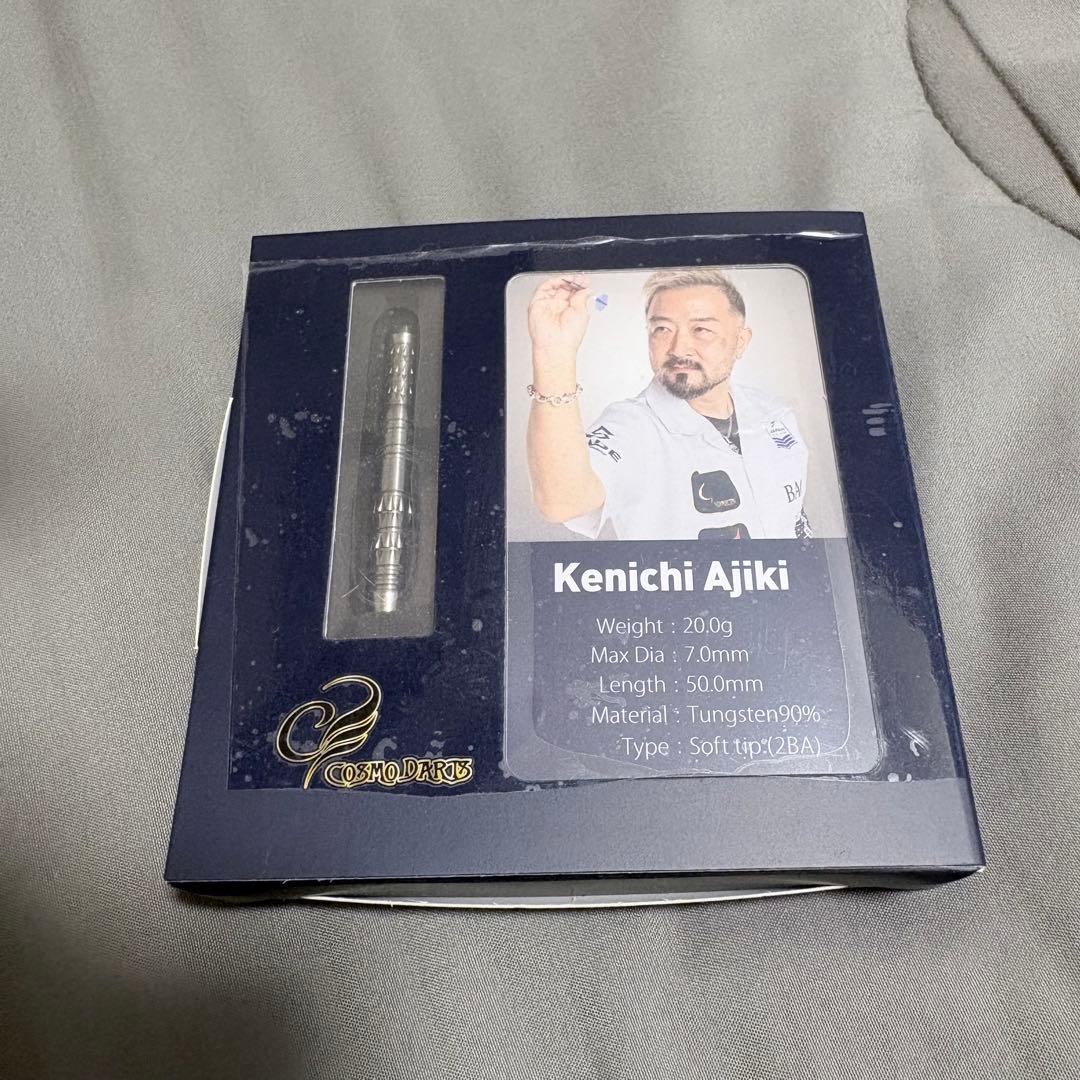 Kenichi Ajiki
Weight : 20.0g
Max Dia : 7.0mm
Length : 50.0mm
Material : Tungsten90%
Type : Soft tip (2BA)
COSMO DARTS